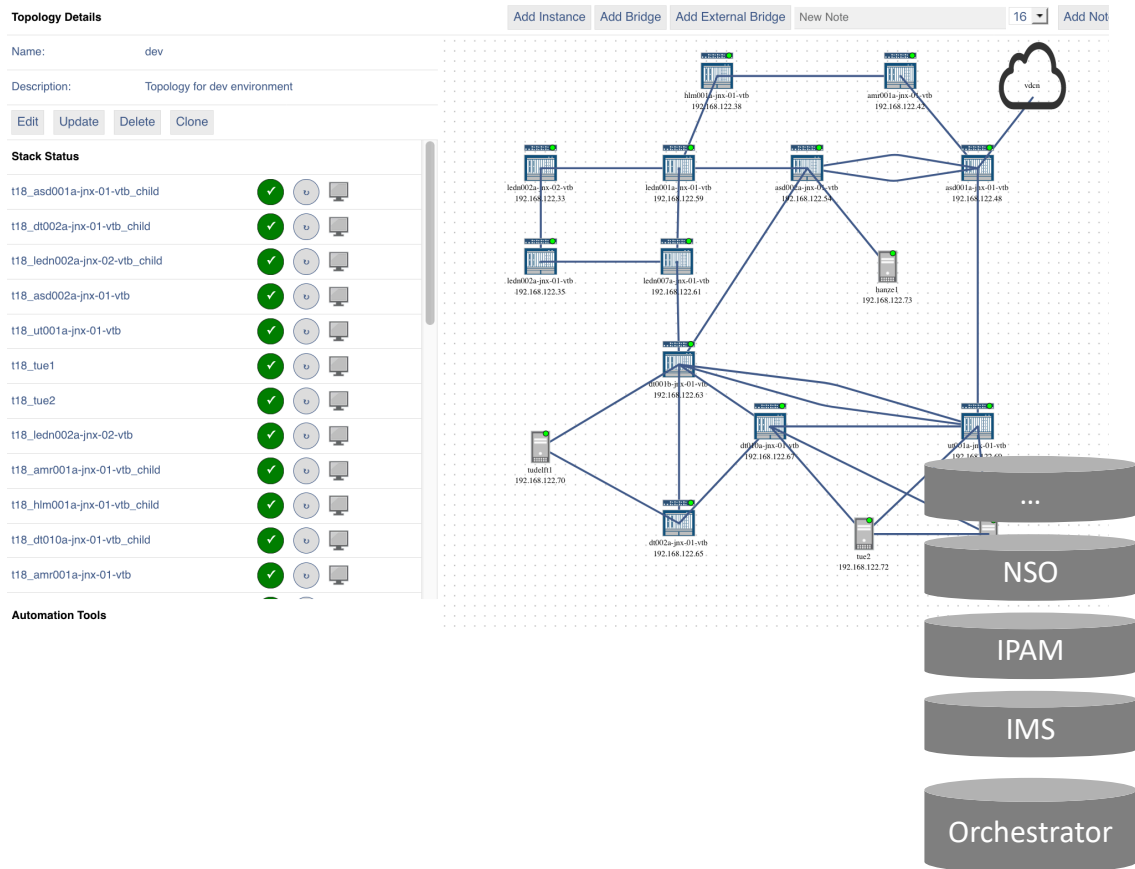 Topology Details
Add Instance Add Bridge Add External Bridge New Note 16 Add Not
Name: dev
Description: Topology for dev environment
Edit Update Delete Clone
Stack Status
t18_asd001a-jnx-01-vtb_child
t18_dt002a-jnx-01-vtb_child
t18_ledn002a-jnx-02-vtb_child
t18_asd002a-jnx-01-vtb
t18_ut001a-jnx-01-vtb
t18_tue1
t18_tue2
t18_ledn002a-jnx-02-vtb
t18_amr001a-jnx-01-vtb_child
t18_hlm001a-jnx-01-vtb_child
t18_dt010a-jnx-01-vtb_child
t18_amr001a-jnx-01-vtb
Automation Tools
hlm001a-jnx-01-vtb
192.168.122.38
amr001a-jnx-01-vtb
192.168.122.42
vdcn
ledn002a-jnx-02-vtb
192.168.122.33
ledn001a-jnx-01-vtb
192.168.122.59
asd002a-jnx-01-vtb
192.168.122.54
asd001a-jnx-01-vtb
192.168.122.48
ledn002a-jnx-01-vtb
192.168.122.35
ledn007a-jnx-01-vtb
192.168.122.61
hanze1
192.168.122.73
dt001b-jnx-01-vtb
192.168.122.63
dt010a-jnx-01-vtb
192.168.122.67
ut001a-jnx-01-vtb
tudelft1
192.168.122.70
dt002a-jnx-01-vtb
192.168.122.65
tue2
192.168.122.72
...
NSO
IPAM
IMS
Orchestrator